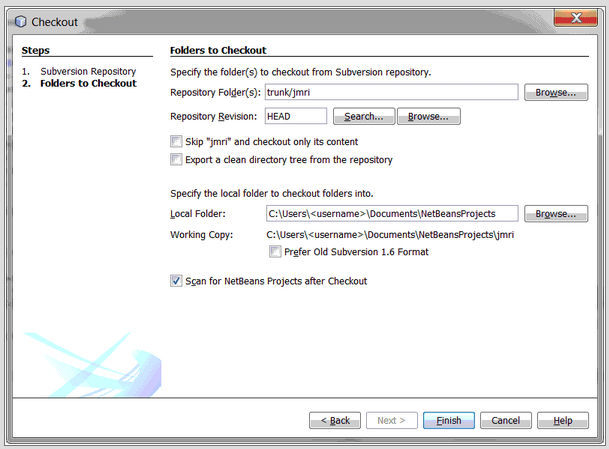 Checkout
Steps
1. Subversion Repository
2. Folders to Checkout
Folders to Checkout
Specify the folder(s) to checkout from Subversion repository.
Repository Folder(s): trunk/jmri Browse...
Repository Revision: HEAD Search... Browse...
Skip "jmri" and checkout only its content
Export a clean directory tree from the repository
Specify the local folder to checkout folders into.
Local Folder: C:\Users\<username>\Documents\NetBeansProjects Browse...
Working Copy: C:\Users\<username>\Documents\NetBeansProjects\jmri
Prefer Old Subversion 1.6 Format
Scan for NetBeans Projects after Checkout
< Back Next > Finish Cancel Help